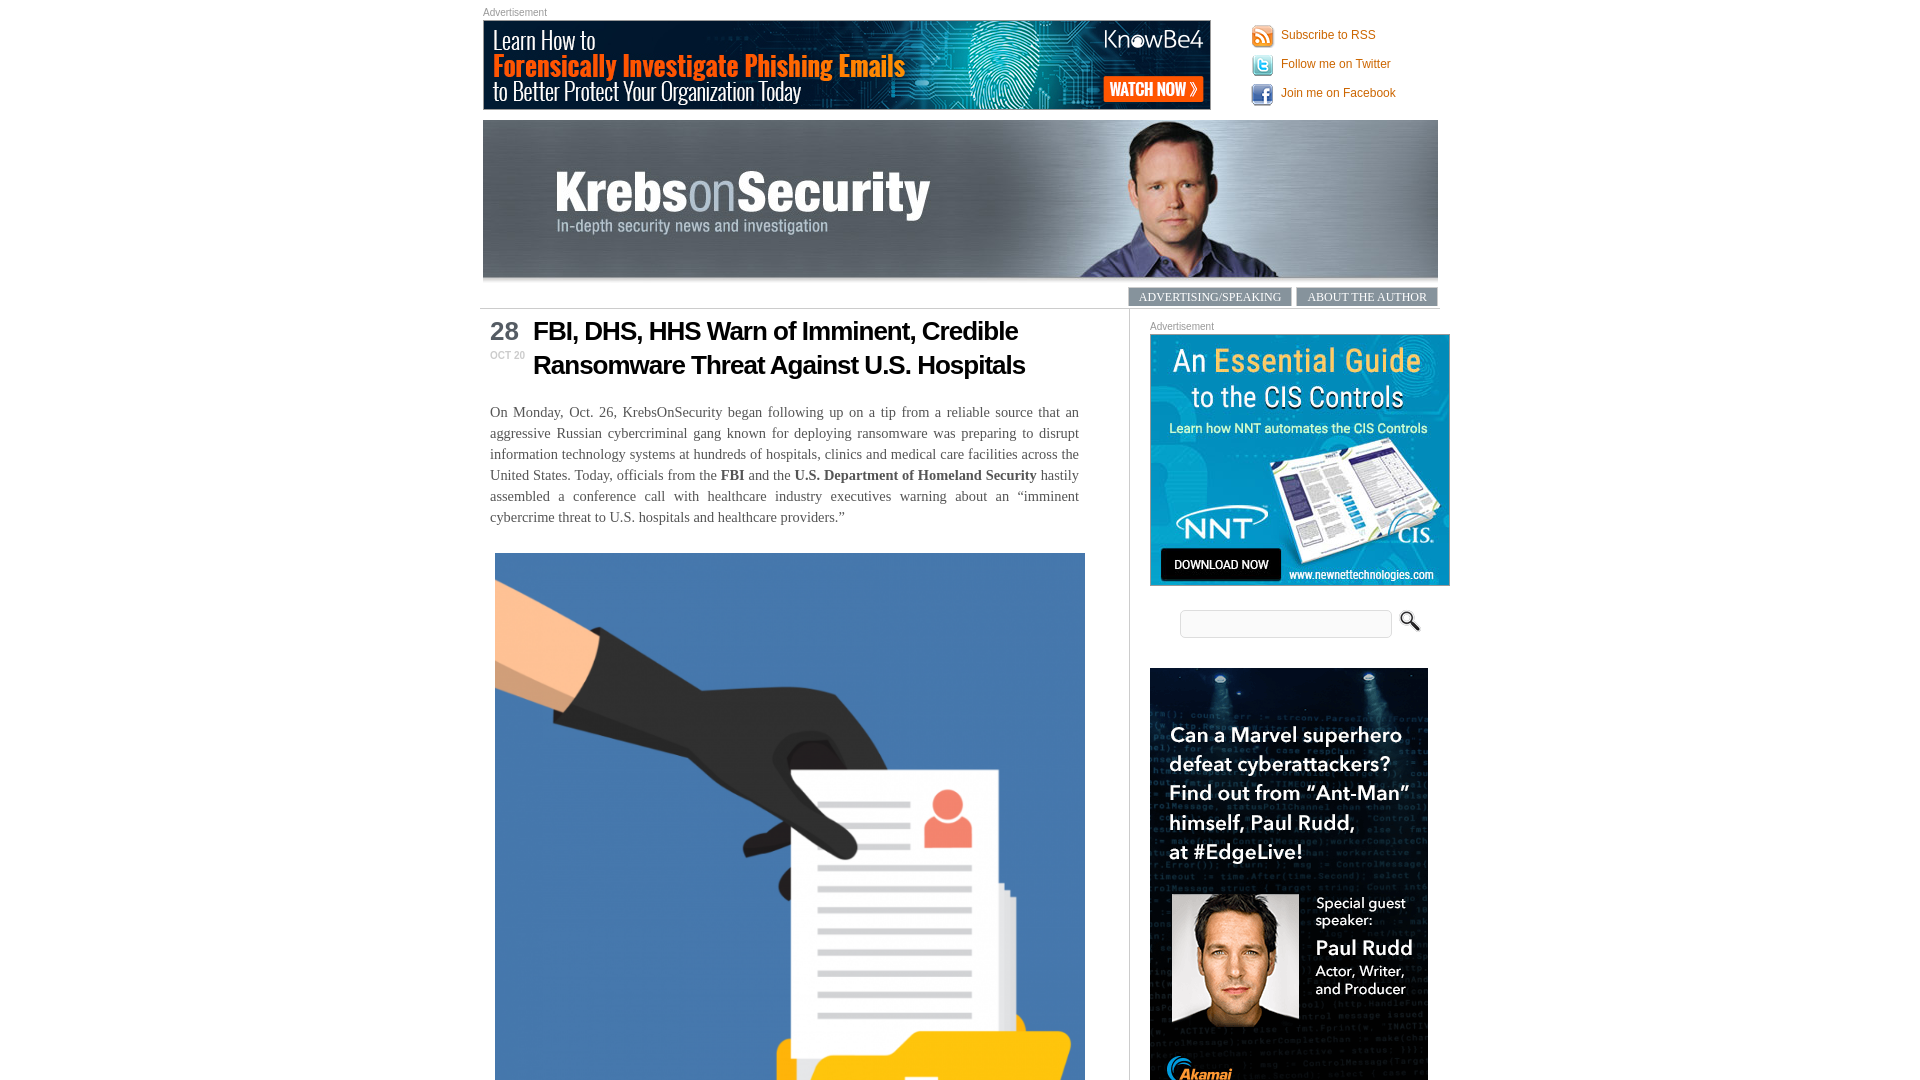 Advertisement
Learn How to
Forensically Investigate Phishing Emails
to Better Protect Your Organization Today
KnowBe4
WATCH NOW
Subscribe to RSS
Follow me on Twitter
Join me on Facebook
KrebsonSecurity
In-depth security news and investigation
ADVERTISING/SPEAKING
ABOUT THE AUTHOR
28
OCT 20
FBI, DHS, HHS Warn of Imminent, Credible
Ransomware Threat Against U.S. Hospitals
On Monday, Oct. 26, KrebsOnSecurity began following up on a tip from a reliable source that an
aggressive Russian cybercriminal gang known for deploying ransomware was preparing to disrupt
information technology systems at hundreds of hospitals, clinics and medical care facilities across the
United States. Today, officials from the FBI and the U.S. Department of Homeland Security hastily
assembled a conference call with healthcare industry executives warning about an “imminent
cybercrime threat to U.S. hospitals and healthcare providers.”
Advertisement
An Essential Guide
to the CIS Controls
Learn how NNT automates the CIS Controls
NNT
CIS.
DOWNLOAD NOW
www.newnettechnologies.com
Can a Marvel superhero
defeat cyberattackers?
Find out from “Ant-Man”
himself, Paul Rudd,
at #EdgeLive!
Special guest
speaker:
Paul Rudd
Actor, Writer,
and Producer
Akamai